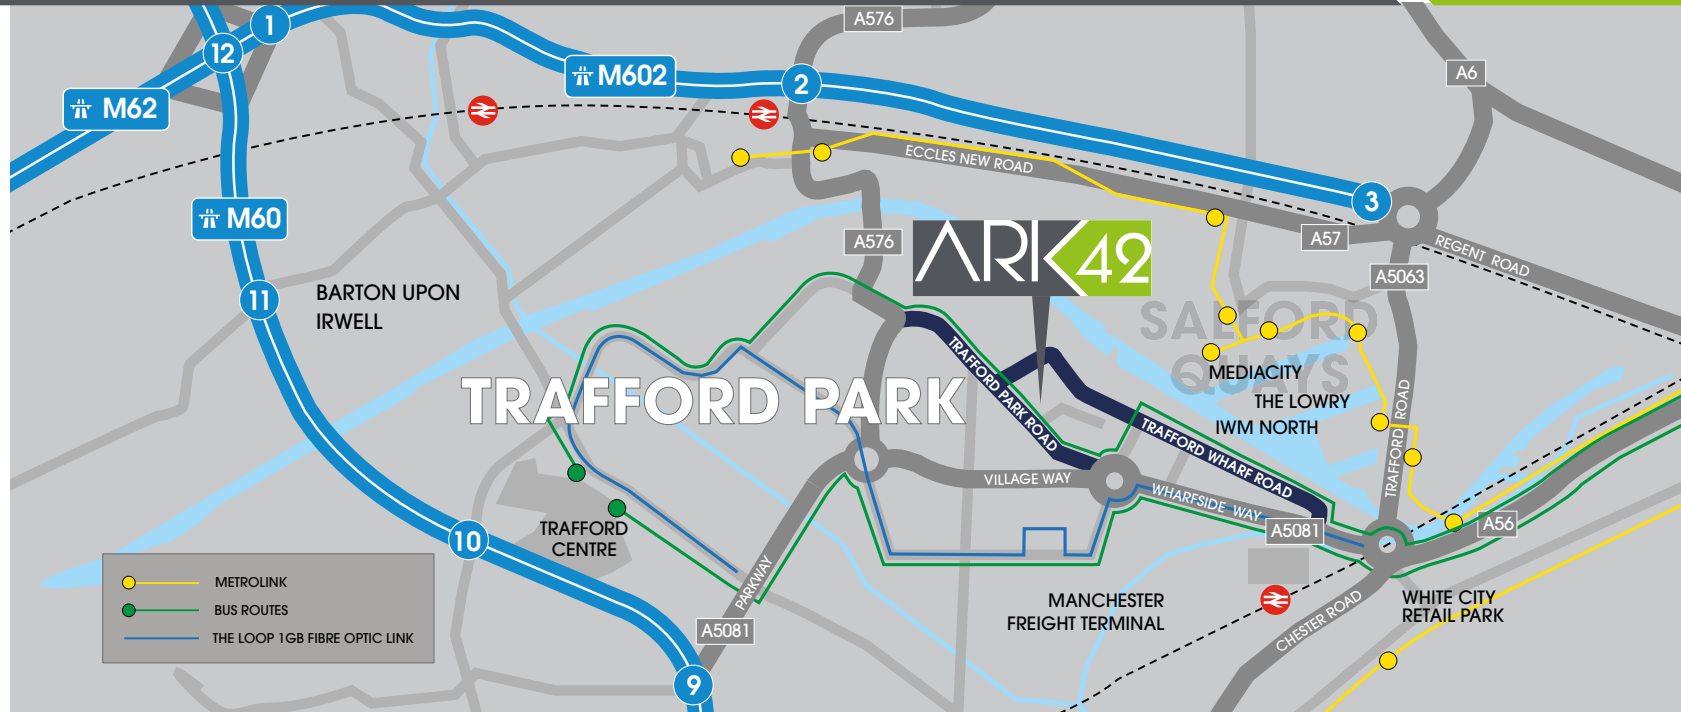 A576
1
12
M602
2
A6
M62
ECCLES NEW ROAD
3
M60
A57
A576
REGENT ROAD
ARK42
A5063
11
BARTON UPON
IRWELL
SALFORD
QUAYS
TRAFFORD PARK ROAD
MEDIACITY
THE LOWRY
IWM NORTH
TRAFFORD PARK
TRAFFORD ROAD
TRAFFORD WHARF ROAD
VILLAGE WAY
WHARFSIDE WAY
A5081
A56
TRAFFORD
CENTRE
10
PARKWAY
METROLINK
BUS ROUTES
THE LOOP 1GB FIBRE OPTIC LINK
MANCHESTER
FREIGHT TERMINAL
WHITE CITY
RETAIL PARK
CHESTER ROAD
A5081
9